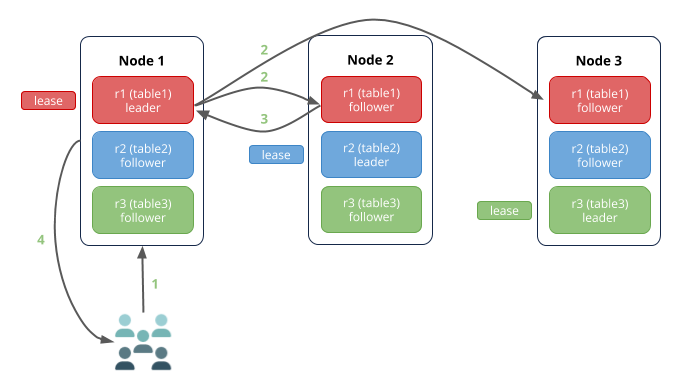 Node 1
r1 (table1)
leader
r2 (table2)
follower
r3 (table3)
follower
lease
Node 2
r1 (table1)
follower
r2 (table2)
leader
r3 (table3)
follower
lease
Node 3
r1 (table1)
follower
r2 (table2)
follower
r3 (table3)
leader
lease
2
2
3
4
1